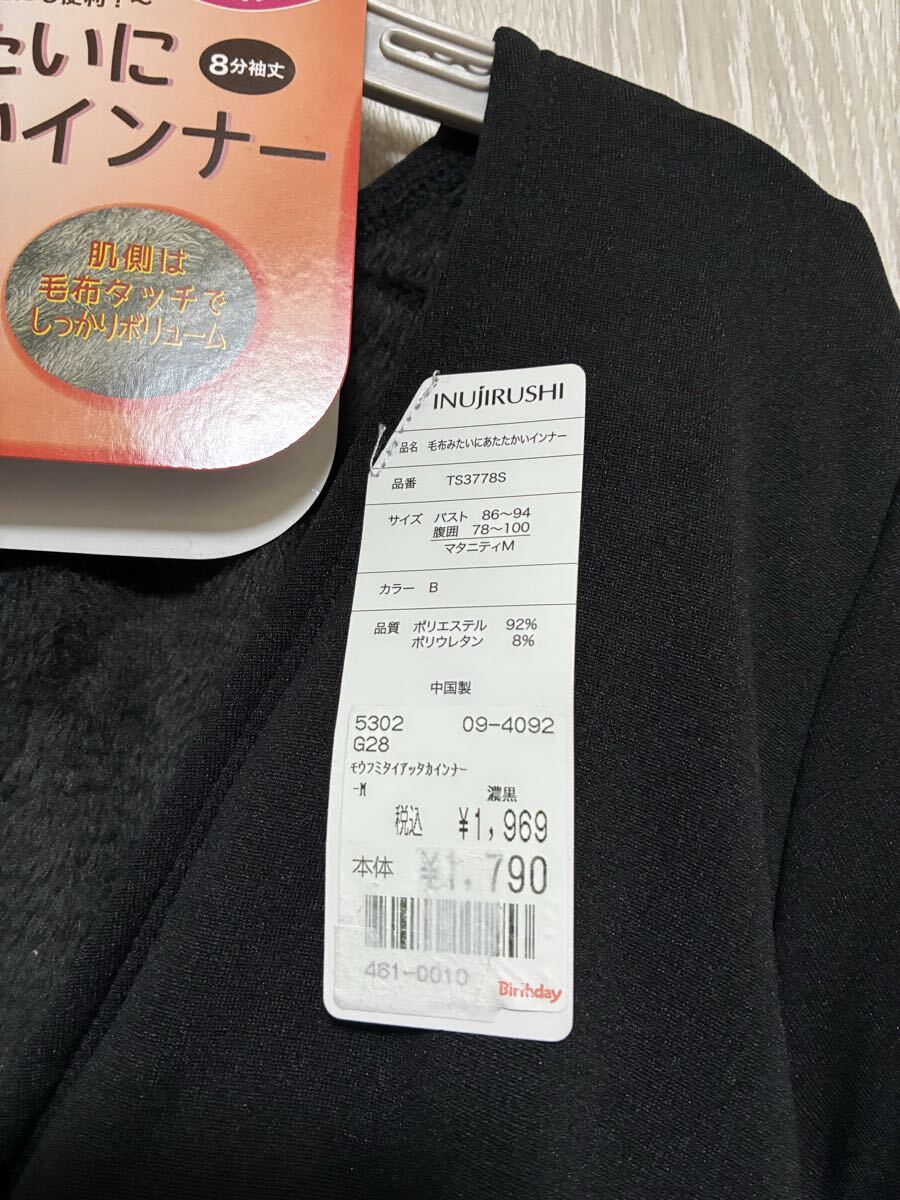 たいに
8分袖丈
いインナー
肌側は
毛布タッチで
しっかりボリューム
INUJIRUSHI
品名 毛布みたいにあたたかいインナー
品番 TS3778S
サイズ バスト 86〜94
腹囲 78〜100
マタニティM
カラー B
品質 ポリエステル 92%
ポリウレタン 8%
中国製
5302 09-4092
G28
ﾓｳﾌﾐﾀｲｱｯﾀｶｲﾝﾅｰ
-M 濃黒
税込 ¥1,969
本体 ¥1,790
461-0010
Birthday